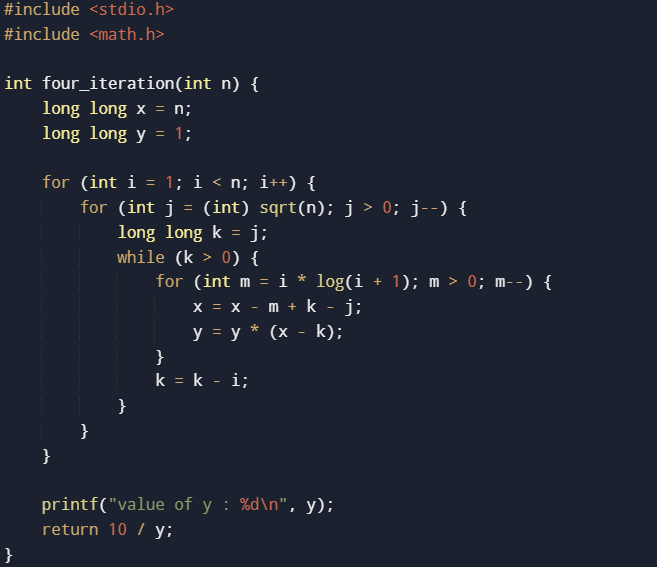 #include <stdio.h>
#include <math.h>
int four_iteration(int n) {
long long x = n;
long long y = 1;
for (int i = 1; i < n; i++) {
for (int j = (int) sqrt(n); j > 0; j--) {
long long k = j;
while (k > 0) {
for (int m = i * log(i + 1); m > 0; m--) {
x = x - m + k - j;
y = y * (x - k);
}
k = k - i;
}
}
}
printf("value of y : %d\n", y);
return 10 / y;
}